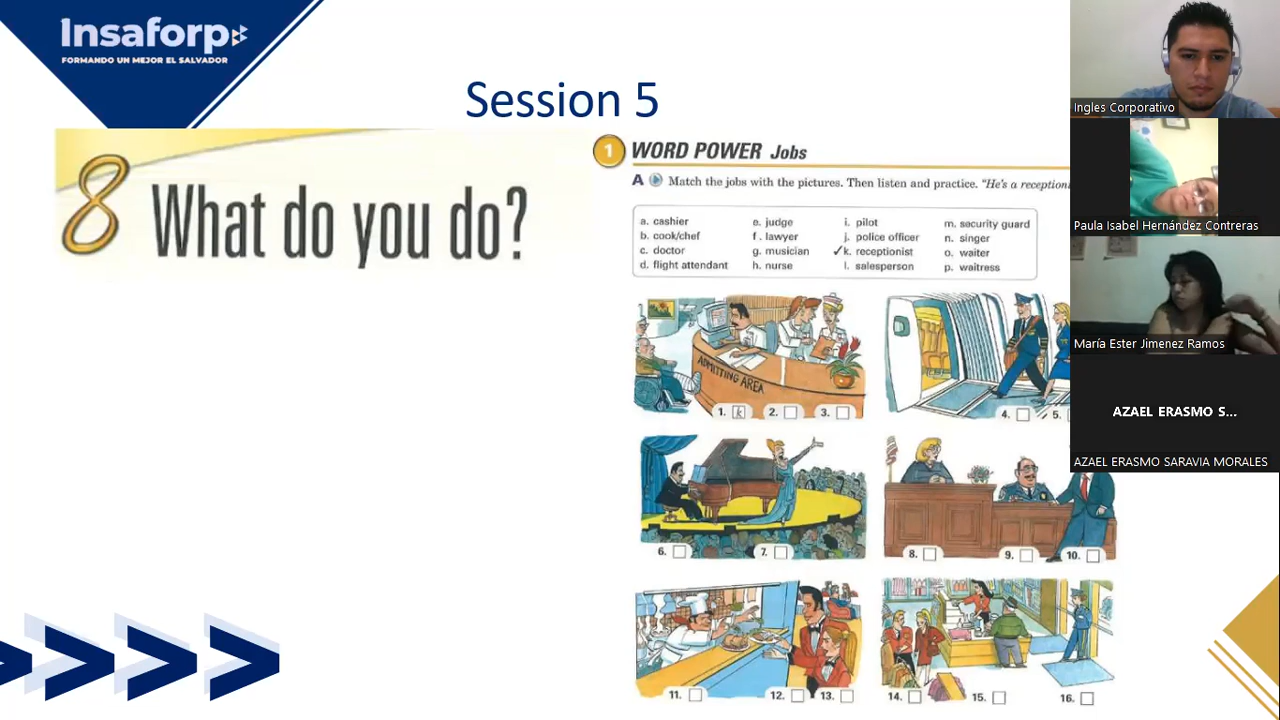 Insaforp
FORMANDO UN MEJOR EL SALVADOR
Session 5
8 What do you do?
1 WORD POWER Jobs
A Match the jobs with the pictures. Then listen and practice. "He's a
a. cashier
b. cook/chef
c. doctor
d. flight attendant
e. judge
f. lawyer
g. musician
h. nurse
i. pilot
j. police officer
✓k. receptionist
l. salesperson
m. security guard
n. singer
o. waiter
p. waitress
ADMITTING AREA
1. k 2. 3.
4. 5.
6. 7.
8. 9. 10.
11. 12. 13.
14. 15. 16.
Ingles Corporativo
Paula Isabel Hernández Contreras
María Ester Jimenez Ramos
AZAEL ERASMO S...
AZAEL ERASMO SARAVIA MORALES